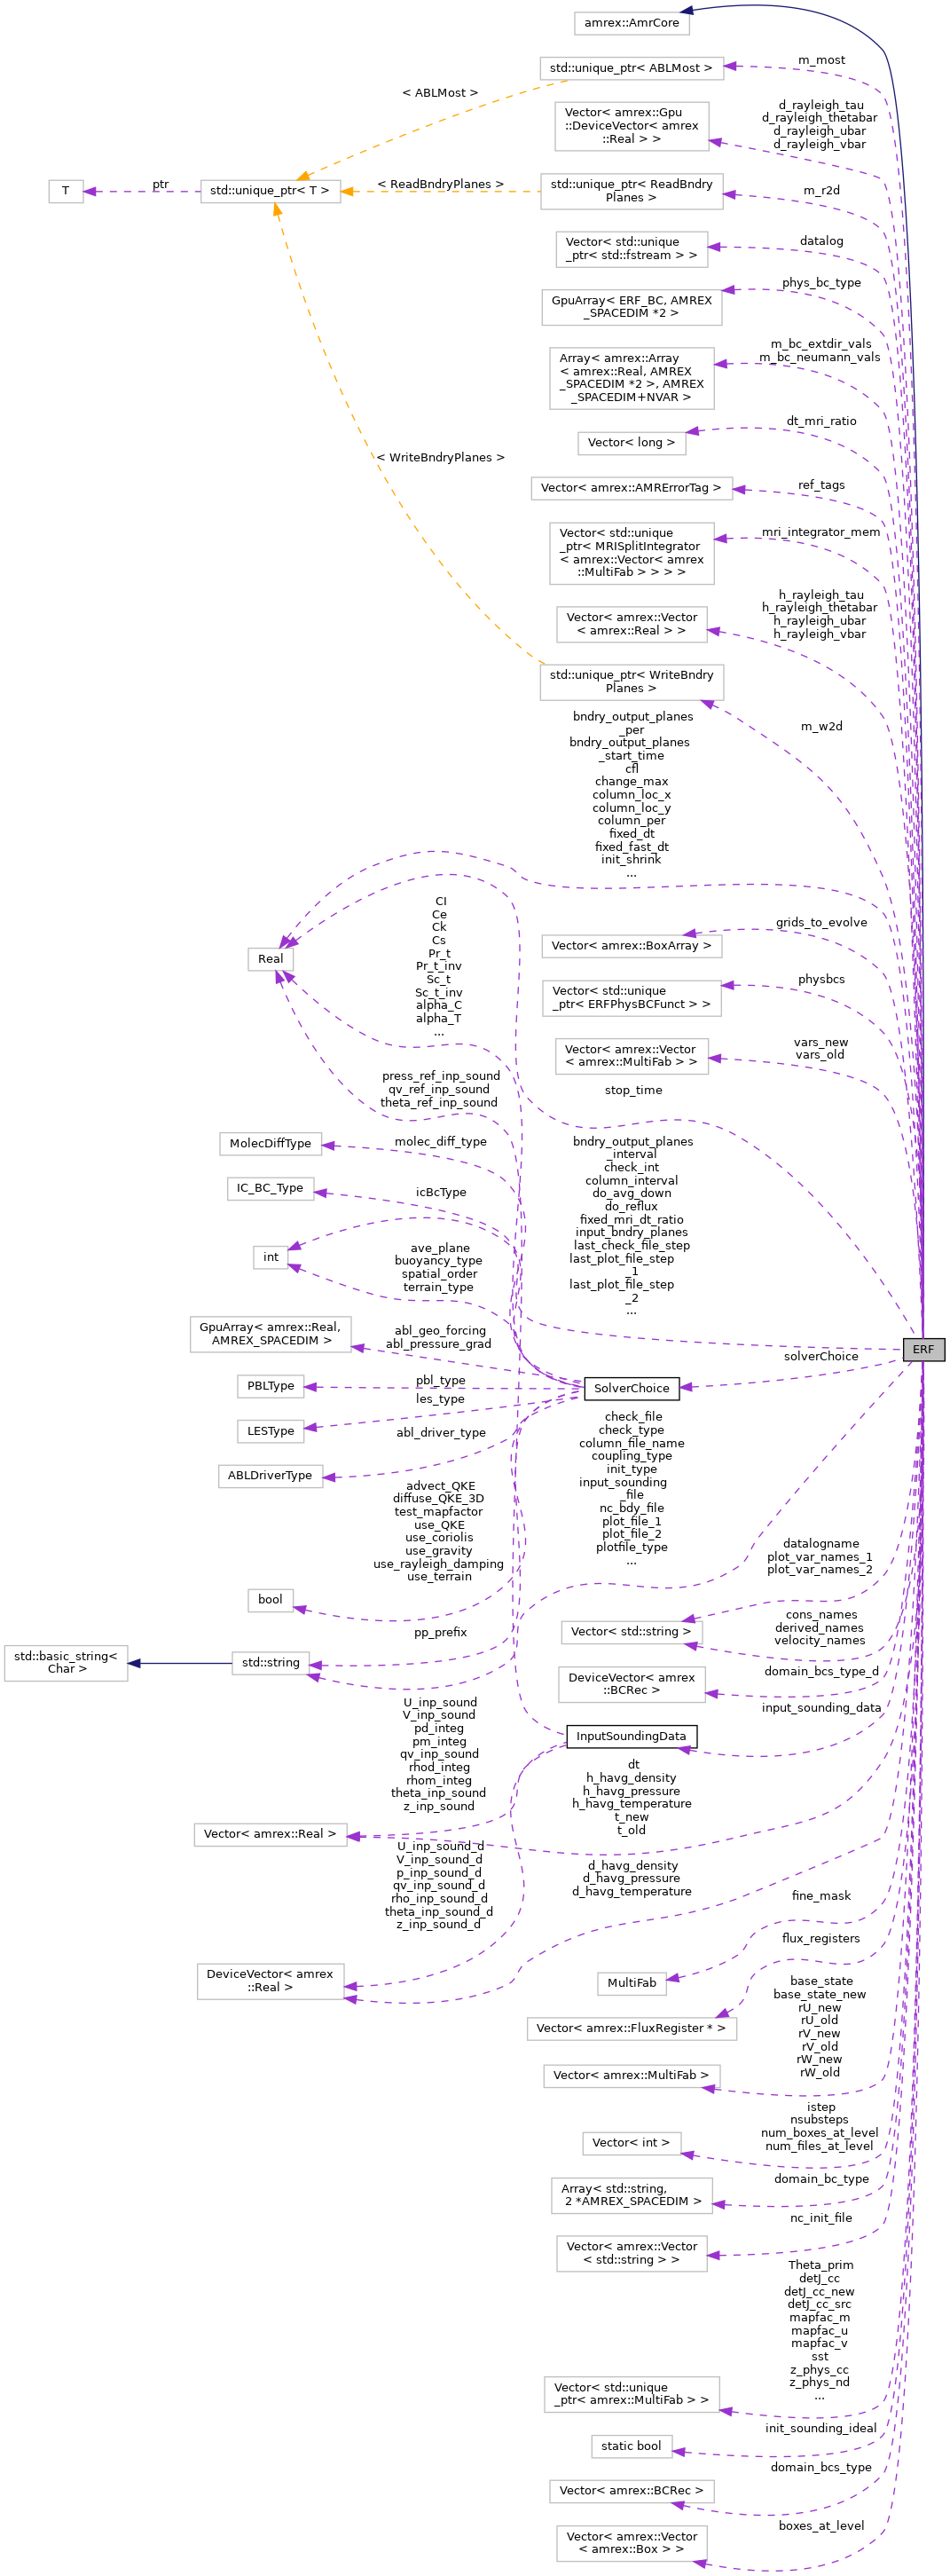 amrex::AmrCore
m_most
std::unique_ptr< ABLMost >
< ABLMost >
d_rayleigh_tau
d_rayleigh_thetabar
d_rayleigh_ubar
d_rayleigh_vbar
Vector< amrex::Gpu
::DeviceVector< amrex
::Real > >
T
ptr
std::unique_ptr< T >
< ReadBndryPlanes >
std::unique_ptr< ReadBndry
Planes >
m_r2d
Vector< std::unique
_ptr< std::fstream > >
datalog
GpuArray< ERF_BC, AMREX
_SPACEDIM *2 >
phys_bc_type
Array< amrex::Array
< amrex::Real, AMREX
_SPACEDIM *2 >, AMREX
_SPACEDIM+NVAR >
m_bc_extdir_vals
m_bc_neumann_vals
Vector< long >
dt_mri_ratio
< WriteBndryPlanes >
Vector< amrex::AMRErrorTag >
ref_tags
Vector< std::unique
_ptr< MRISplitIntegrator
< amrex::Vector< amrex
::MultiFab > > > >
mri_integrator_mem
Vector< amrex::Vector
< amrex::Real > >
h_rayleigh_tau
h_rayleigh_thetabar
h_rayleigh_ubar
h_rayleigh_vbar
std::unique_ptr< WriteBndry
Planes >
m_w2d
bndry_output_planes
_per
bndry_output_planes
_start_time
cfl
change_max
column_loc_x
column_loc_y
column_per
fixed_dt
fixed_fast_dt
init_shrink
...
Real
CI
Ce
Ck
Cs
Pr_t
Pr_t_inv
Sc_t
Sc_t_inv
alpha_C
alpha_T
...
Vector< amrex::BoxArray >
grids_to_evolve
Vector< std::unique
_ptr< ERFPhysBCFunct > >
physbcs
Vector< amrex::Vector
< amrex::MultiFab > >
vars_new
vars_old
press_ref_inp_sound
qv_ref_inp_sound
theta_ref_inp_sound
stop_time
MolecDiffType
molec_diff_type
IC_BC_Type
icBcType
int
ave_plane
buoyancy_type
spatial_order
terrain_type
bndry_output_planes
_interval
check_int
column_interval
do_avg_down
do_reflux
fixed_mri_dt_ratio
input_bndry_planes
last_check_file_step
last_plot_file_step
_1
last_plot_file_step
_2
...
GpuArray< amrex::Real,
AMREX_SPACEDIM >
abl_geo_forcing
abl_pressure_grad
ERF
solverChoice
SolverChoice
PBLType
pbl_type
LESType
les_type
ABLDriverType
abl_driver_type
check_file
check_type
column_file_name
coupling_type
init_type
input_sounding
_file
nc_bdy_file
plot_file_1
plot_file_2
plotfile_type
...
advect_QKE
diffuse_QKE_3D
test_mapfactor
use_QKE
use_coriolis
use_gravity
use_rayleigh_damping
use_terrain
bool
datalogname
plot_var_names_1
plot_var_names_2
Vector< std::string >
cons_names
derived_names
velocity_names
std::basic_string<
Char >
std::string
pp_prefix
DeviceVector< amrex
::BCRec >
domain_bcs_type_d
InputSoundingData
input_sounding_data
U_inp_sound
V_inp_sound
pd_integ
pm_integ
qv_inp_sound
rhod_integ
rhom_integ
theta_inp_sound
z_inp_sound
dt
h_havg_density
h_havg_pressure
h_havg_temperature
t_new
t_old
Vector< amrex::Real >
U_inp_sound_d
V_inp_sound_d
p_inp_sound_d
qv_inp_sound_d
rho_inp_sound_d
theta_inp_sound_d
z_inp_sound_d
d_havg_density
d_havg_pressure
d_havg_temperature
DeviceVector< amrex
::Real >
MultiFab
fine_mask
Vector< amrex::FluxRegister * >
flux_registers
Vector< amrex::MultiFab >
base_state
base_state_new
rU_new
rU_old
rV_new
rV_old
rW_new
rW_old
Vector< int >
istep
nsubsteps
num_boxes_at_level
num_files_at_level
Array< std::string,
2 *AMREX_SPACEDIM >
domain_bc_type
Vector< amrex::Vector
< std::string > >
nc_init_file
Theta_prim
detJ_cc
detJ_cc_new
detJ_cc_src
mapfac_m
mapfac_u
mapfac_v
sst
z_phys_cc
z_phys_nd
...
Vector< std::unique
_ptr< amrex::MultiFab > >
static bool
init_sounding_ideal
Vector< amrex::BCRec >
domain_bcs_type
Vector< amrex::Vector
< amrex::Box > >
boxes_at_level